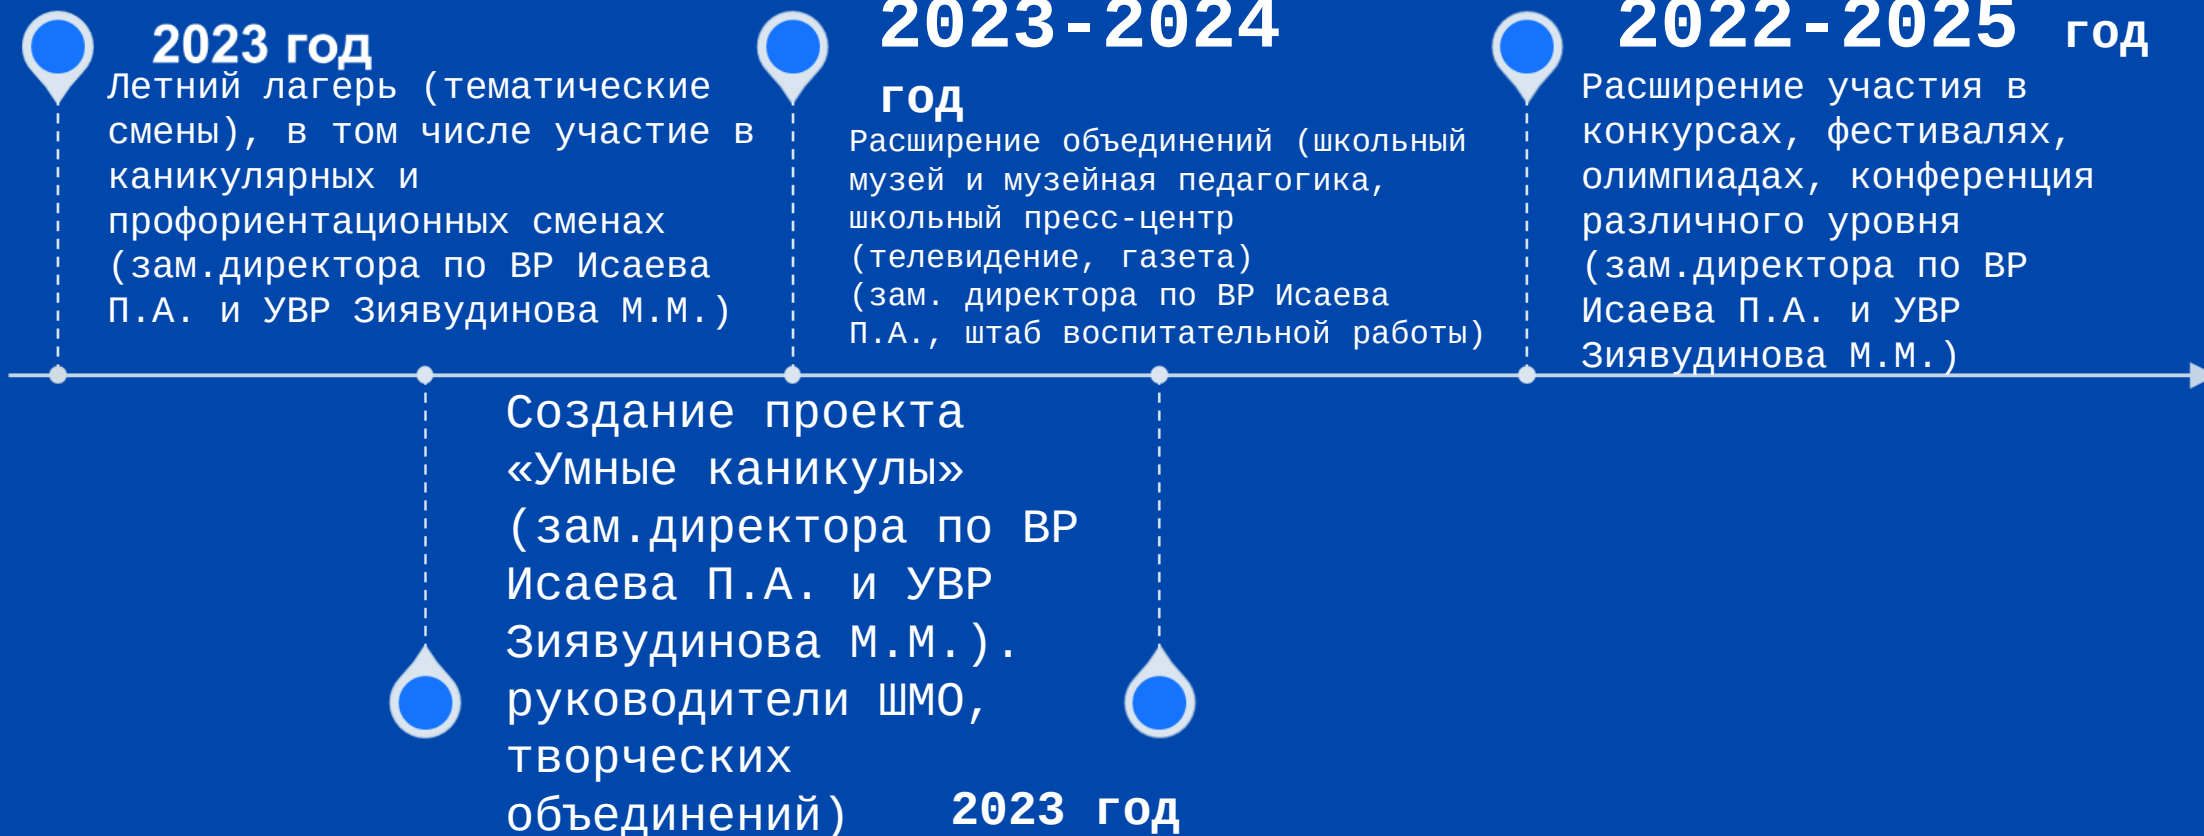 2023 год
Летний лагерь (тематические
смены), в том числе участие в
каникулярных и
профориентационных сменах
(зам.директора по ВР Исаева
П.А. и УВР Зиявудинова М.М.)
2023-2024
год
Расширение объединений (школьный
музей и музейная педагогика,
школьный пресс-центр
(телевидение, газета)
(зам. директора по ВР Исаева
П.А., штаб воспитательной работы)
2022-2025 год
Расширение участия в
конкурсах, фестивалях,
олимпиадах, конференция
различного уровня
(зам.директора по ВР
Исаева П.А. и УВР
Зиявудинова М.М.)
Создание проекта
«Умные каникулы»
(зам.директора по ВР
Исаева П.А. и УВР
Зиявудинова М.М.).
руководители ШМО,
творческих
объединений)
2023 год